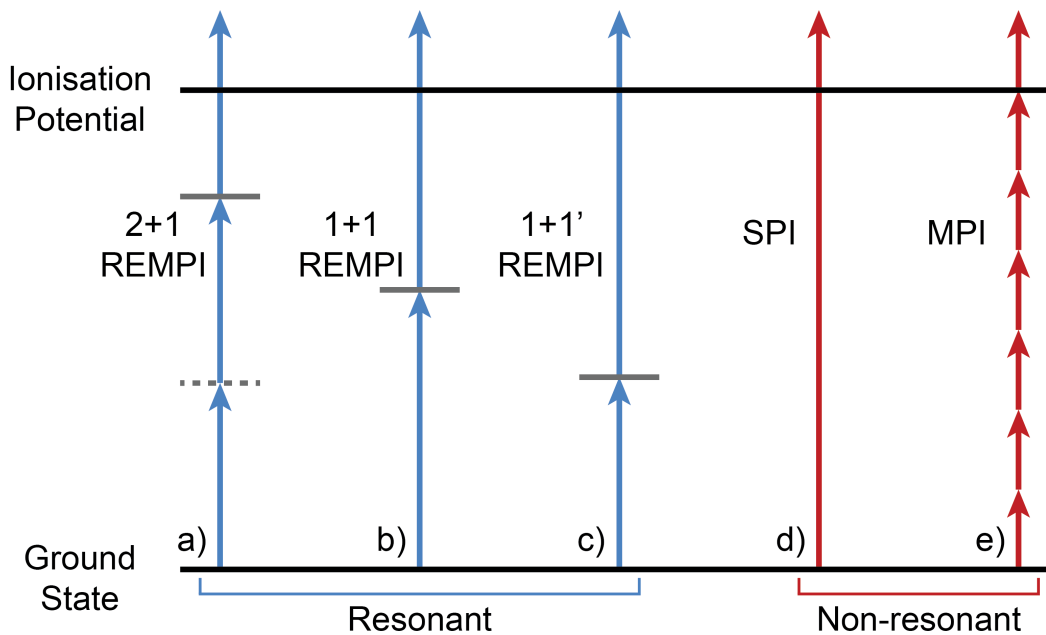 Ionisation
Potential
2+1
REMPI
1+1
REMPI
1+1’
REMPI
SPI
MPI
a)
b)
c)
d)
e)
Ground
State
Resonant
Non-resonant